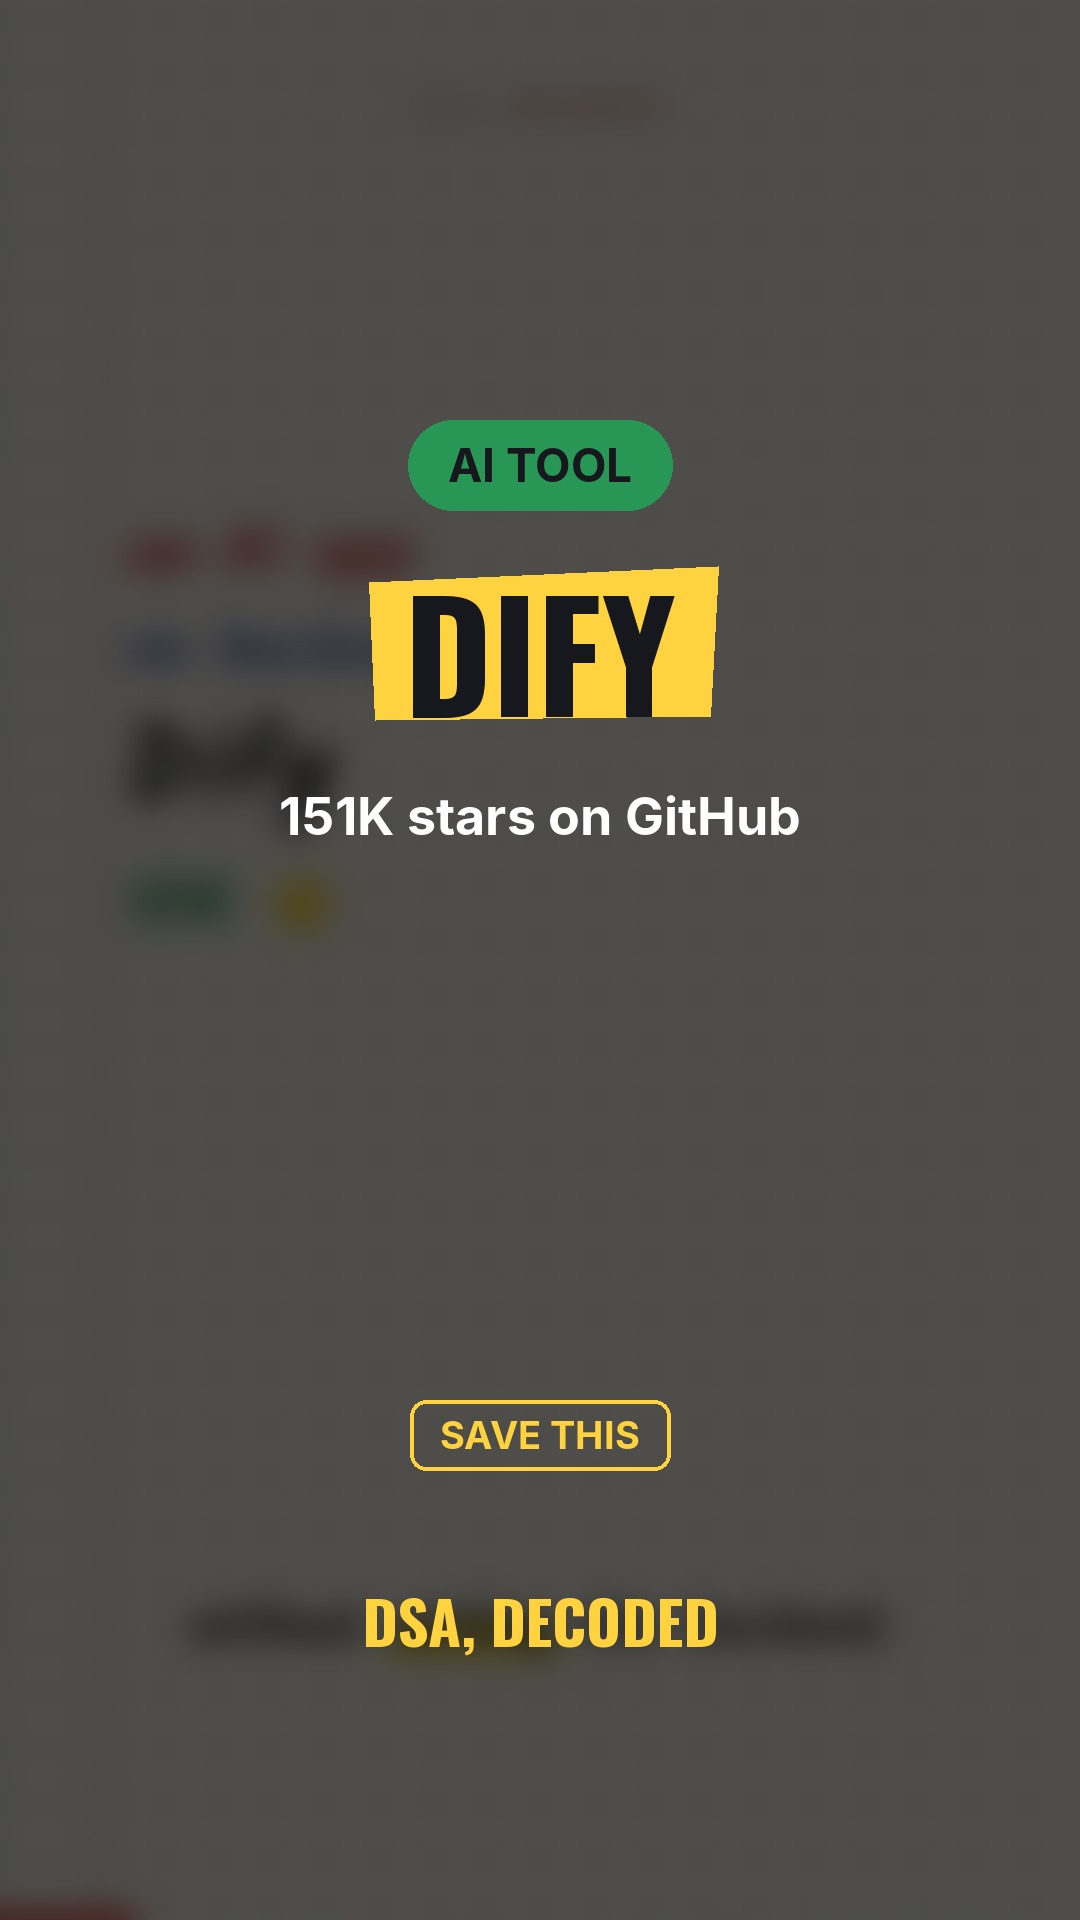 AI TOOL
DIFY
151K stars on GitHub
SAVE THIS
DSA, DECODED